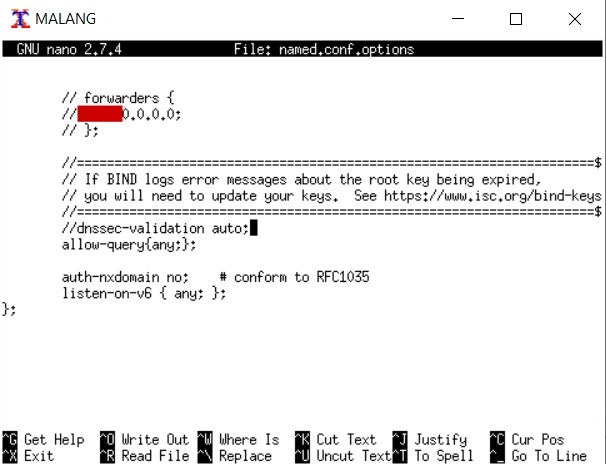 MALANG
GNU nano 2.7.4 File: named.conf.options
// forwarders {
// 0.0.0.0;
// };
//=====================================================================$
// If BIND logs error messages about the root key being expired,
// you will need to update your keys.  See https://www.isc.org/bind-keys
//=====================================================================$
//dnssec-validation auto;
allow-query{any;};
auth-nxdomain no;    # conform to RFC1035
listen-on-v6 { any; };
};
^G Get Help ^O Write Out ^W Where Is ^K Cut Text ^J Justify ^C Cur Pos
^X Exit ^R Read File ^\ Replace ^U Uncut Text ^T To Spell ^_ Go To Line